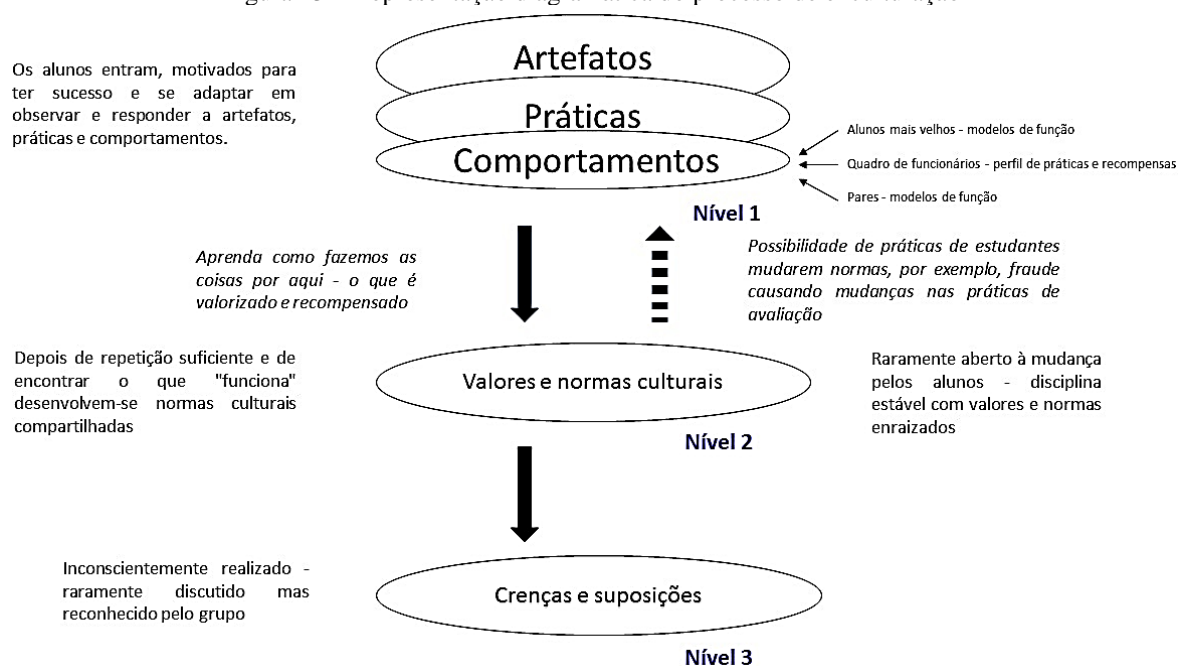 Artefatos
Os alunos entram, motivados para
ter sucesso e se adaptar em
observar e responder a artefatos,
práticas e comportamentos.
Práticas
Comportamentos
Alunos mais velhos - modelos de função
Quadro de funcionários - perfil de práticas e recompensas
Pares - modelos de função
Nível 1
Aprenda como fazemos as
coisas por aqui - o que é
valorizado e recompensado
Possibilidade de práticas de estudantes
mudarem normas, por exemplo, fraude
causando mudanças nas práticas de
avaliação
Depois de repetição suficiente e de
encontrar o que "funciona"
desenvolvem-se normas culturais
compartilhadas
Valores e normas culturais
Raramente aberto à mudança
pelos alunos - disciplina
estável com valores e normas
enraizados
Nível 2
Inconscientemente realizado -
raramente discutido mas
reconhecido pelo grupo
Crenças e suposições
Nível 3